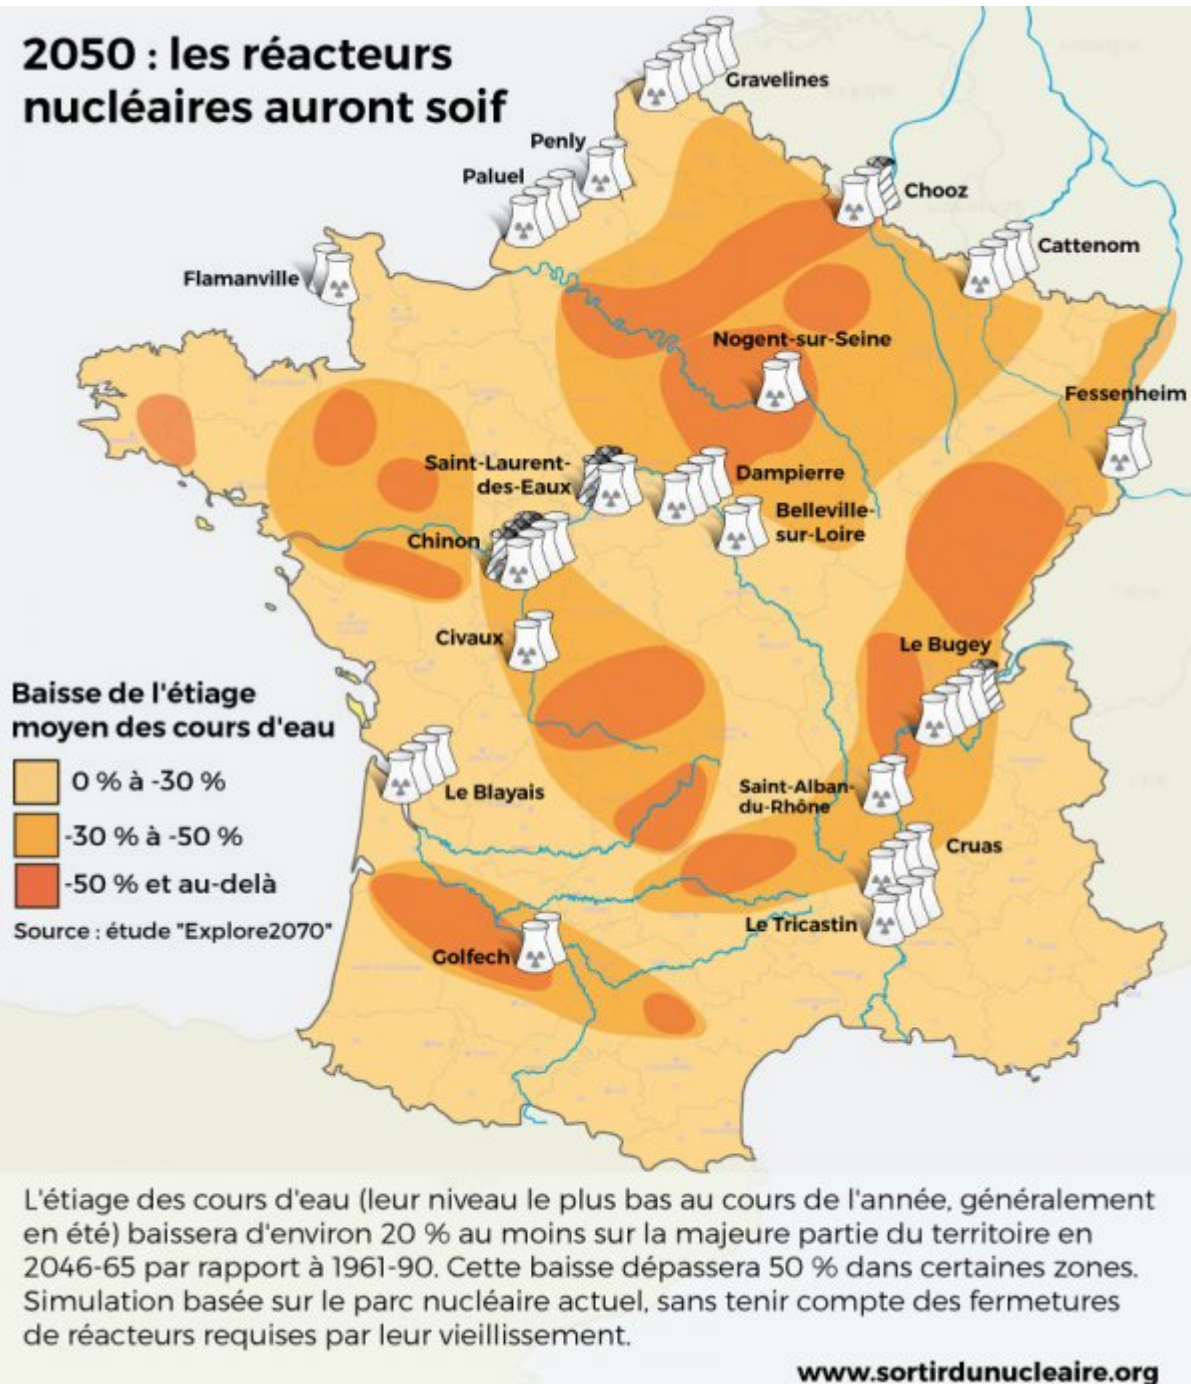 2050 : les réacteurs
nucléaires auront soif
Gravelines
Penly
Paluel
Chooz
Cattenom
Flamanville
Nogent-sur-Seine
Fessenheim
Saint-Laurent-
des-Eaux
Dampierre
Belleville-
sur-Loire
Chinon
Civaux
Le Bugey
Baisse de l'étiage
moyen des cours d'eau
0 % à -30 %
-30 % à -50 %
-50 % et au-delà
Source : étude "Explore2070"
Le Blayais
Saint-Alban-
du-Rhône
Cruas
Le Tricastin
Golfech
L'étiage des cours d'eau (leur niveau le plus bas au cours de l'année, généralement
en été) baissera d'environ 20 % au moins sur la majeure partie du territoire en
2046-65 par rapport à 1961-90. Cette baisse dépassera 50 % dans certaines zones.
Simulation basée sur le parc nucléaire actuel, sans tenir compte des fermetures
de réacteurs requises par leur vieillissement.
www.sortirdunucleaire.org